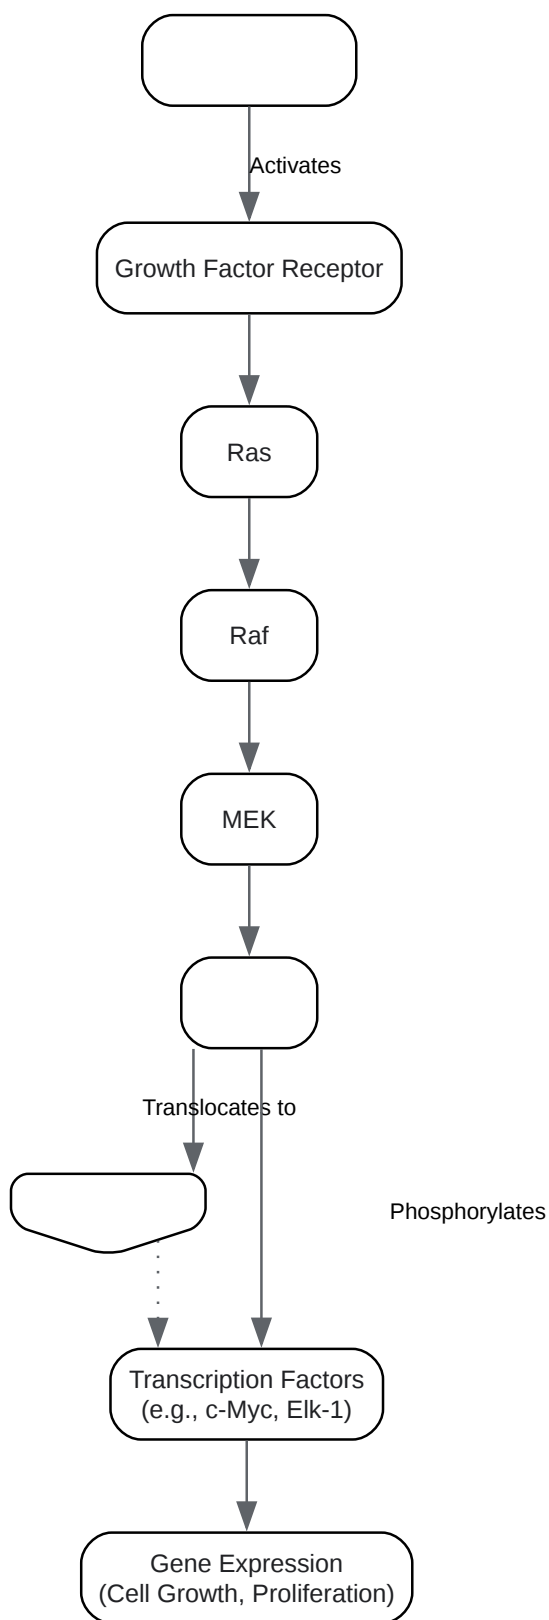 Activates
Growth Factor Receptor
Ras
Raf
MEK
Translocates to
Phosphorylates
Transcription Factors
(e.g., c-Myc, Elk-1)
Gene Expression
(Cell Growth, Proliferation)